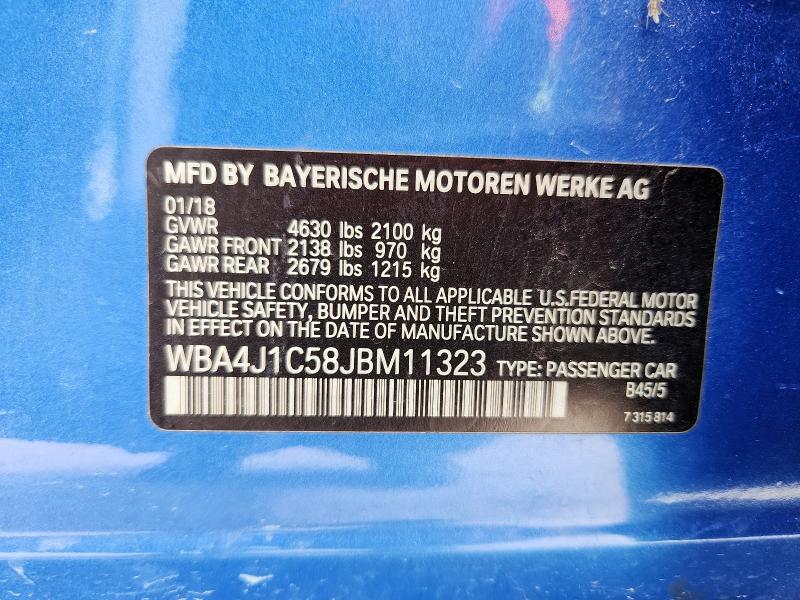 MFD BY BAYERISCHE MOTOREN WERKE AG
01/18
GVWR 4630 lbs 2100 kg
GAWR FRONT 2138 lbs 970 kg
GAWR REAR 2679 lbs 1215 kg
THIS VEHICLE CONFORMS TO ALL APPLICABLE U.S.FEDERAL MOTOR
VEHICLE SAFETY, BUMPER AND THEFT PREVENTION STANDARDS
IN EFFECT ON THE DATE OF MANUFACTURE SHOWN ABOVE.
WBA4J1C58JBM11323 TYPE: PASSENGER CAR
B45/5
7 315 814